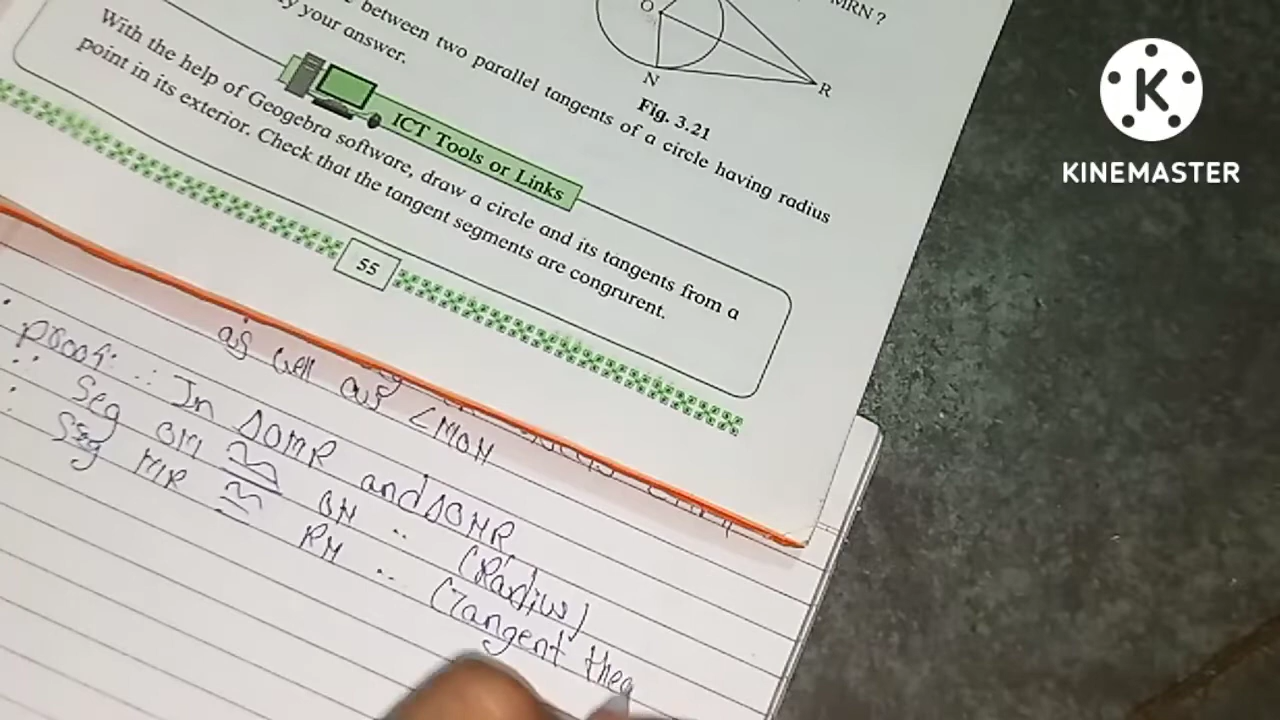 MRN ?
O
N
R
Fig. 3.21
between two parallel tangents of a circle having radius
your answer.
ICT Tools or Links
With the help of Geogebra software, draw a circle and its tangents from a
point in its exterior. Check that the tangent segments are congrurent.
55
as well as <MON
proof: ∴ In ΔOMR and ΔONR
∴ Seg OM ≅ ON .. (Radius)
∴ Seg MR ≅ RN .. (Tangent theo
K
KINEMASTER